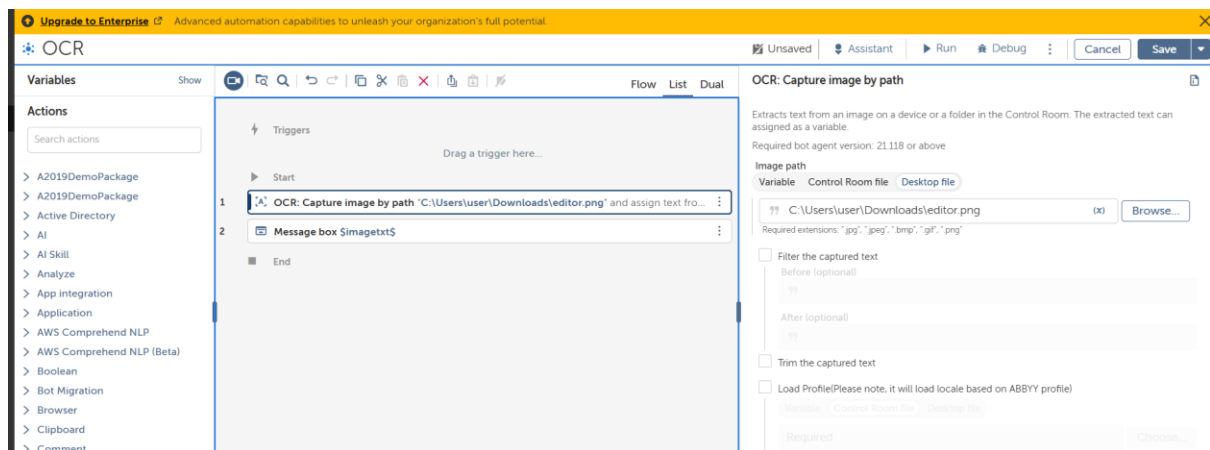 Upgrade to Enterprise Advanced automation capabilities to unleash your organization's full potential.
OCR
Unsaved Assistant Run Debug Cancel Save
Variables Show
Flow List Dual
Actions
Search actions
A2019DemoPackage
A2019DemoPackage
Active Directory
AI
AI Skill
Analyze
App integration
Application
AWS Comprehend NLP
AWS Comprehend NLP (Beta)
Boolean
Bot Migration
Browser
Clipboard
Comment
Triggers
Drag a trigger here...
Start
1 OCR: Capture image by path "C:\Users\user\Downloads\editor.png" and assign text fro...
2 Message box $imagetxt$
End
OCR: Capture image by path
Extracts text from an image on a device or a folder in the Control Room. The extracted text can
assigned as a variable.
Required bot agent version: 21.118 or above
Image path
Variable Control Room file Desktop file
C:\Users\user\Downloads\editor.png (x) Browse...
Required extensions: ".jpg", ".jpeg", ".bmp", ".gif", ".png"
Filter the captured text
Before (optional)
After (optional)
Trim the captured text
Load Profile(Please note, it will load locale based on ABBYY profile)
Variable Control Room file Desktop file
Required Choose...